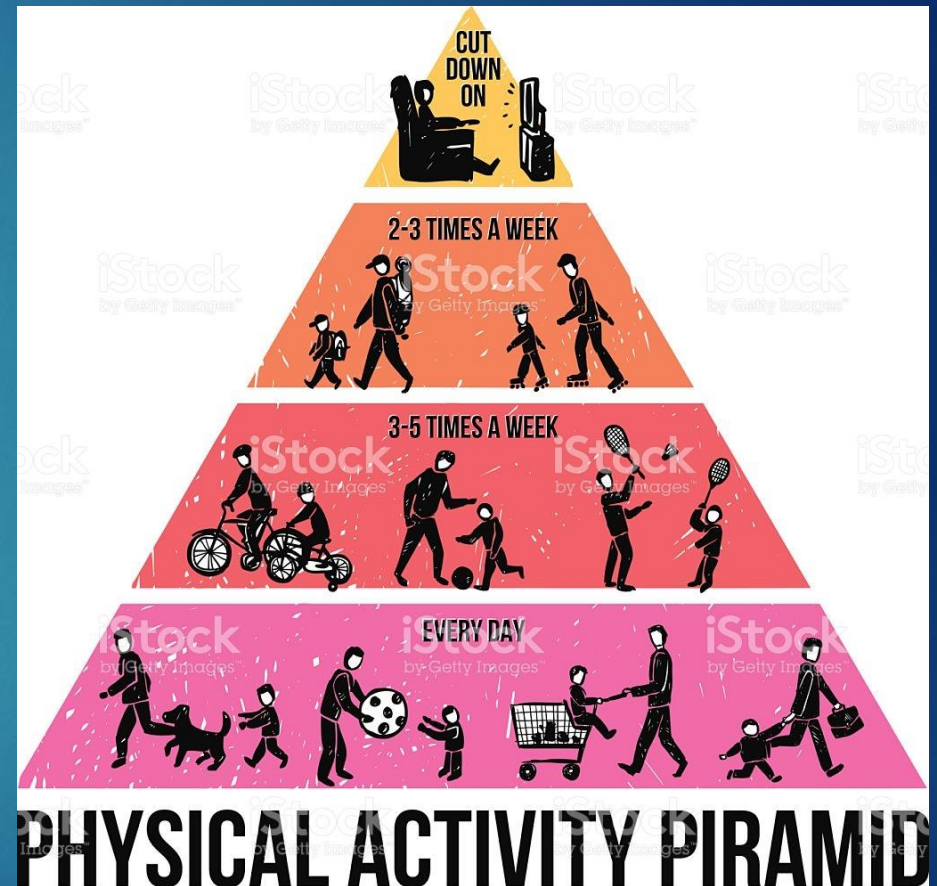 CUT
DOWN
ON
2-3 TIMES A WEEK
3-5 TIMES A WEEK
EVERY DAY
PHYSICAL ACTIVITY PIRAMID
iStock
by Getty Images™